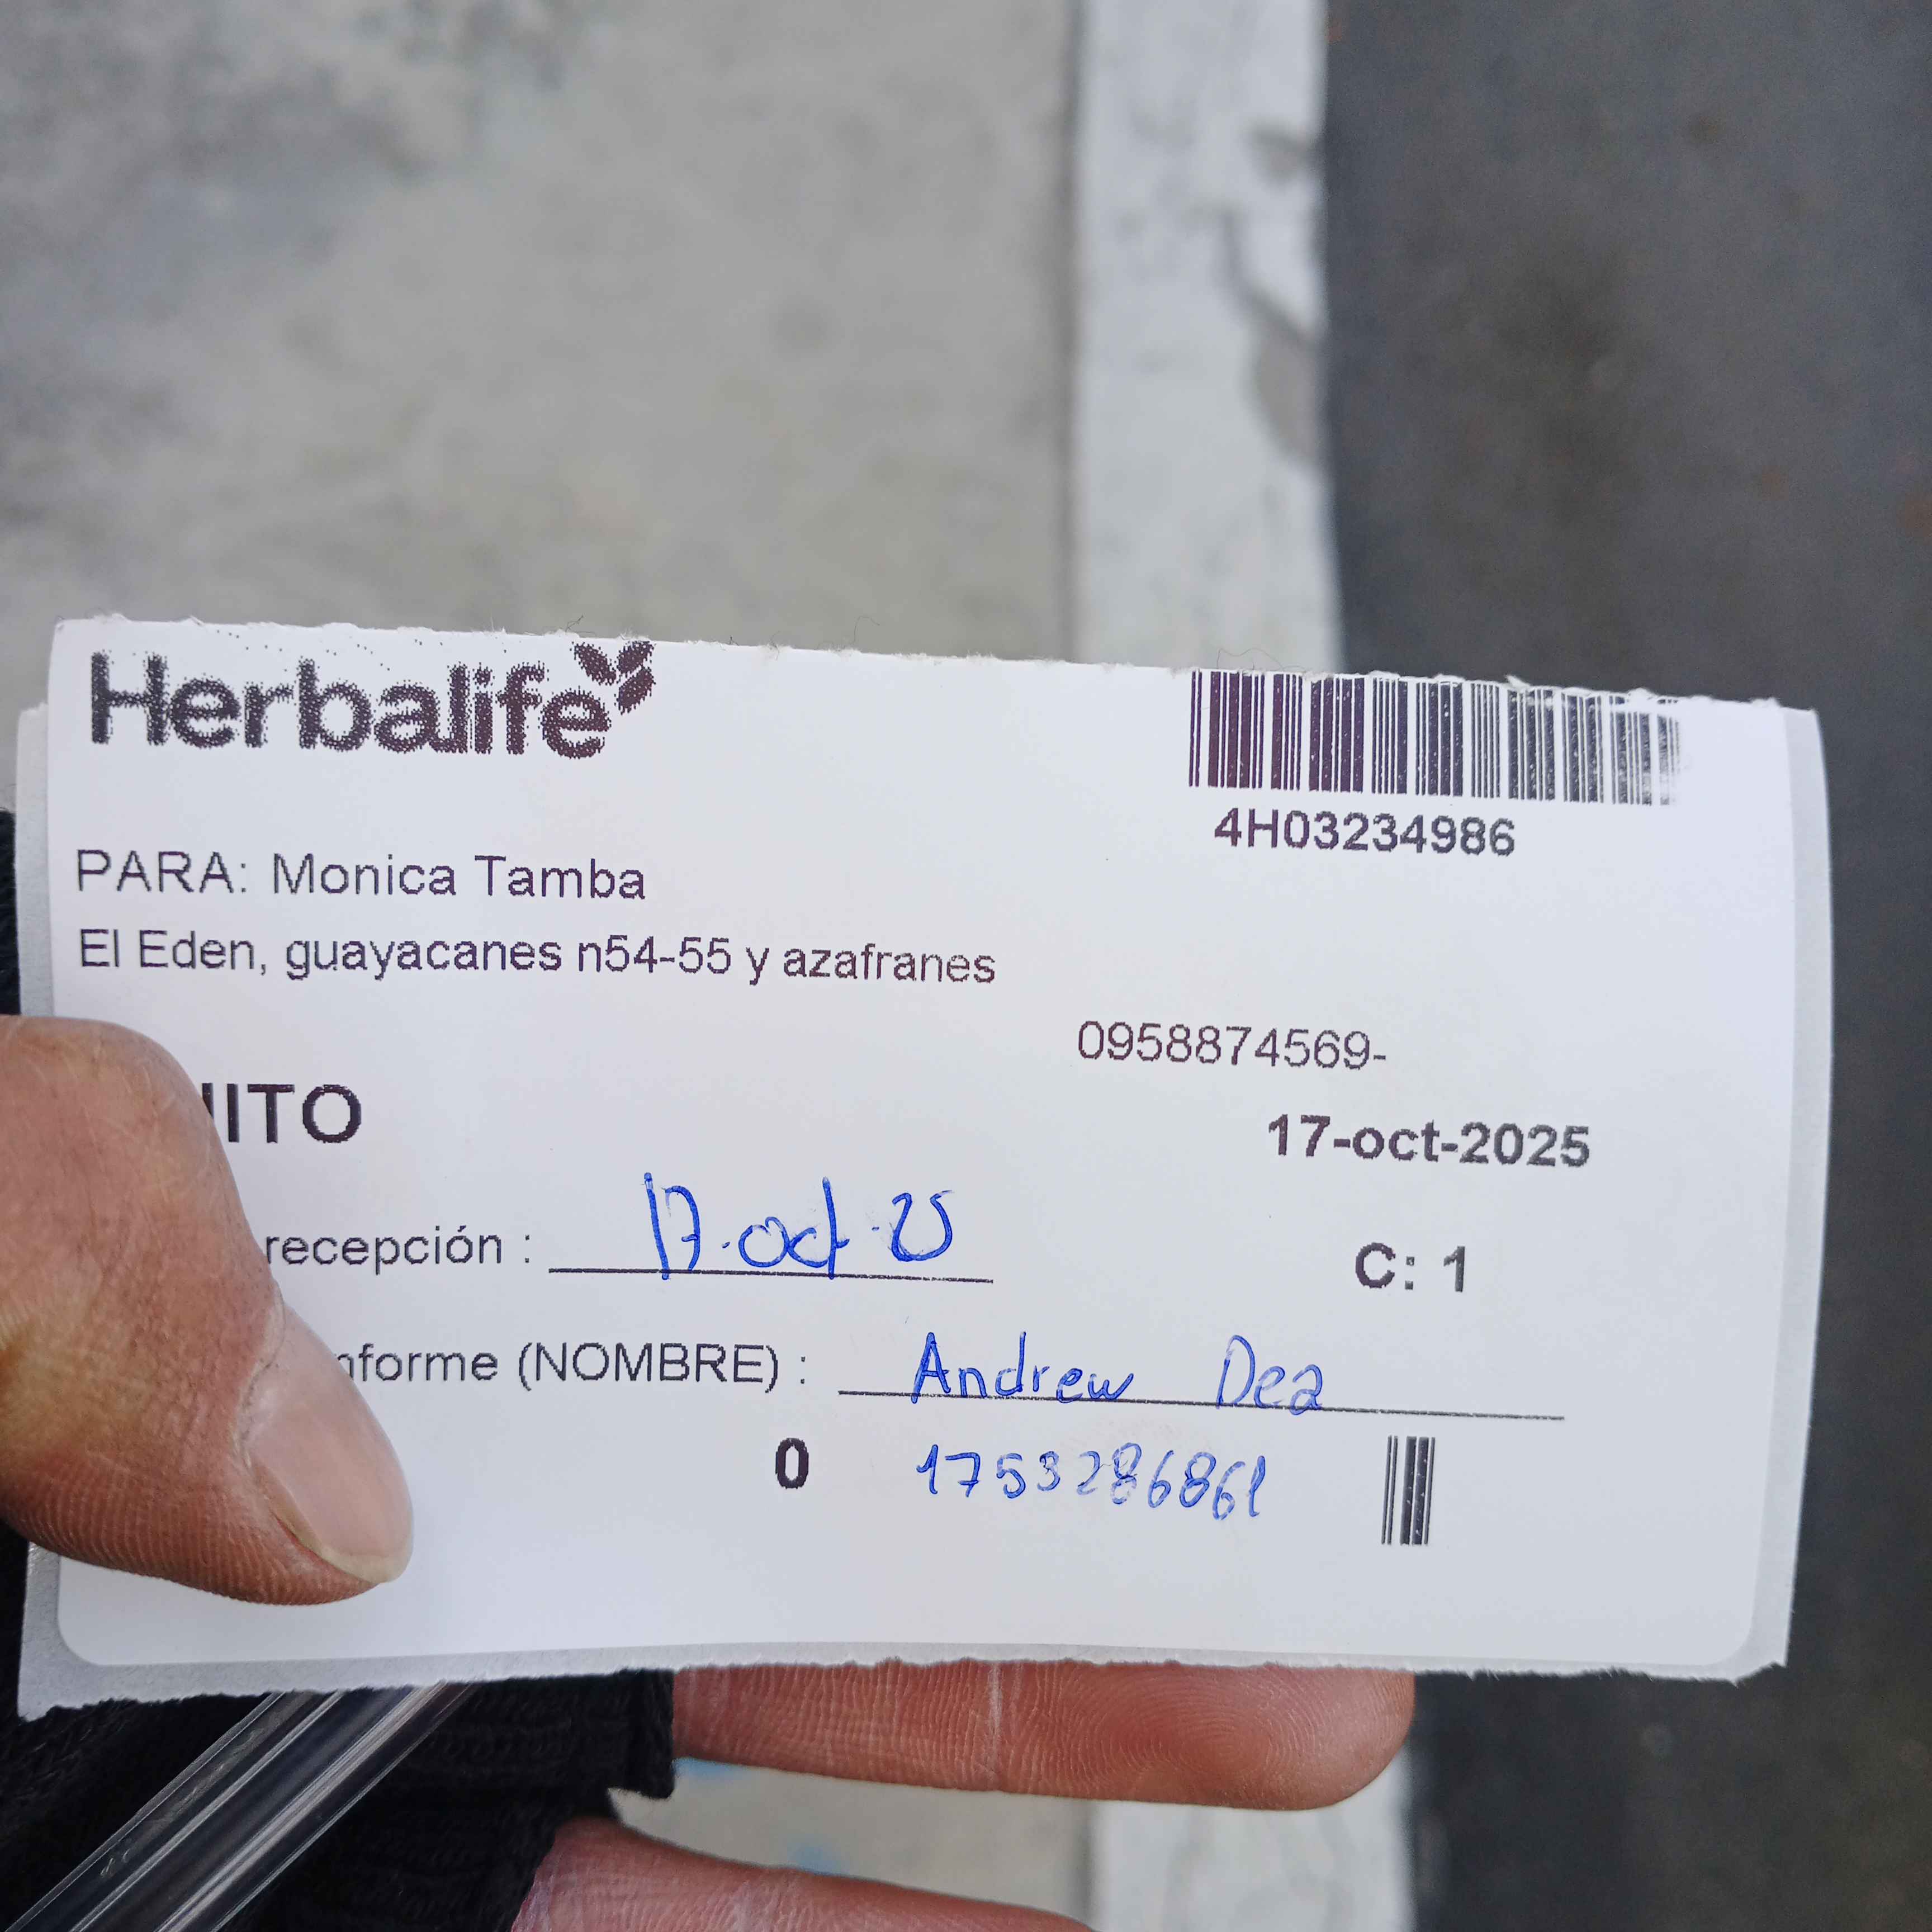 Herbalife
4H03234986
PARA: Monica Tamba
El Eden, guayacanes n54-55 y azafranes
0958874569-
IITO
17-oct-2025
recepción : 17-oct-25
C: 1
nforme (NOMBRE) : Andrew Dea
0 1753286861